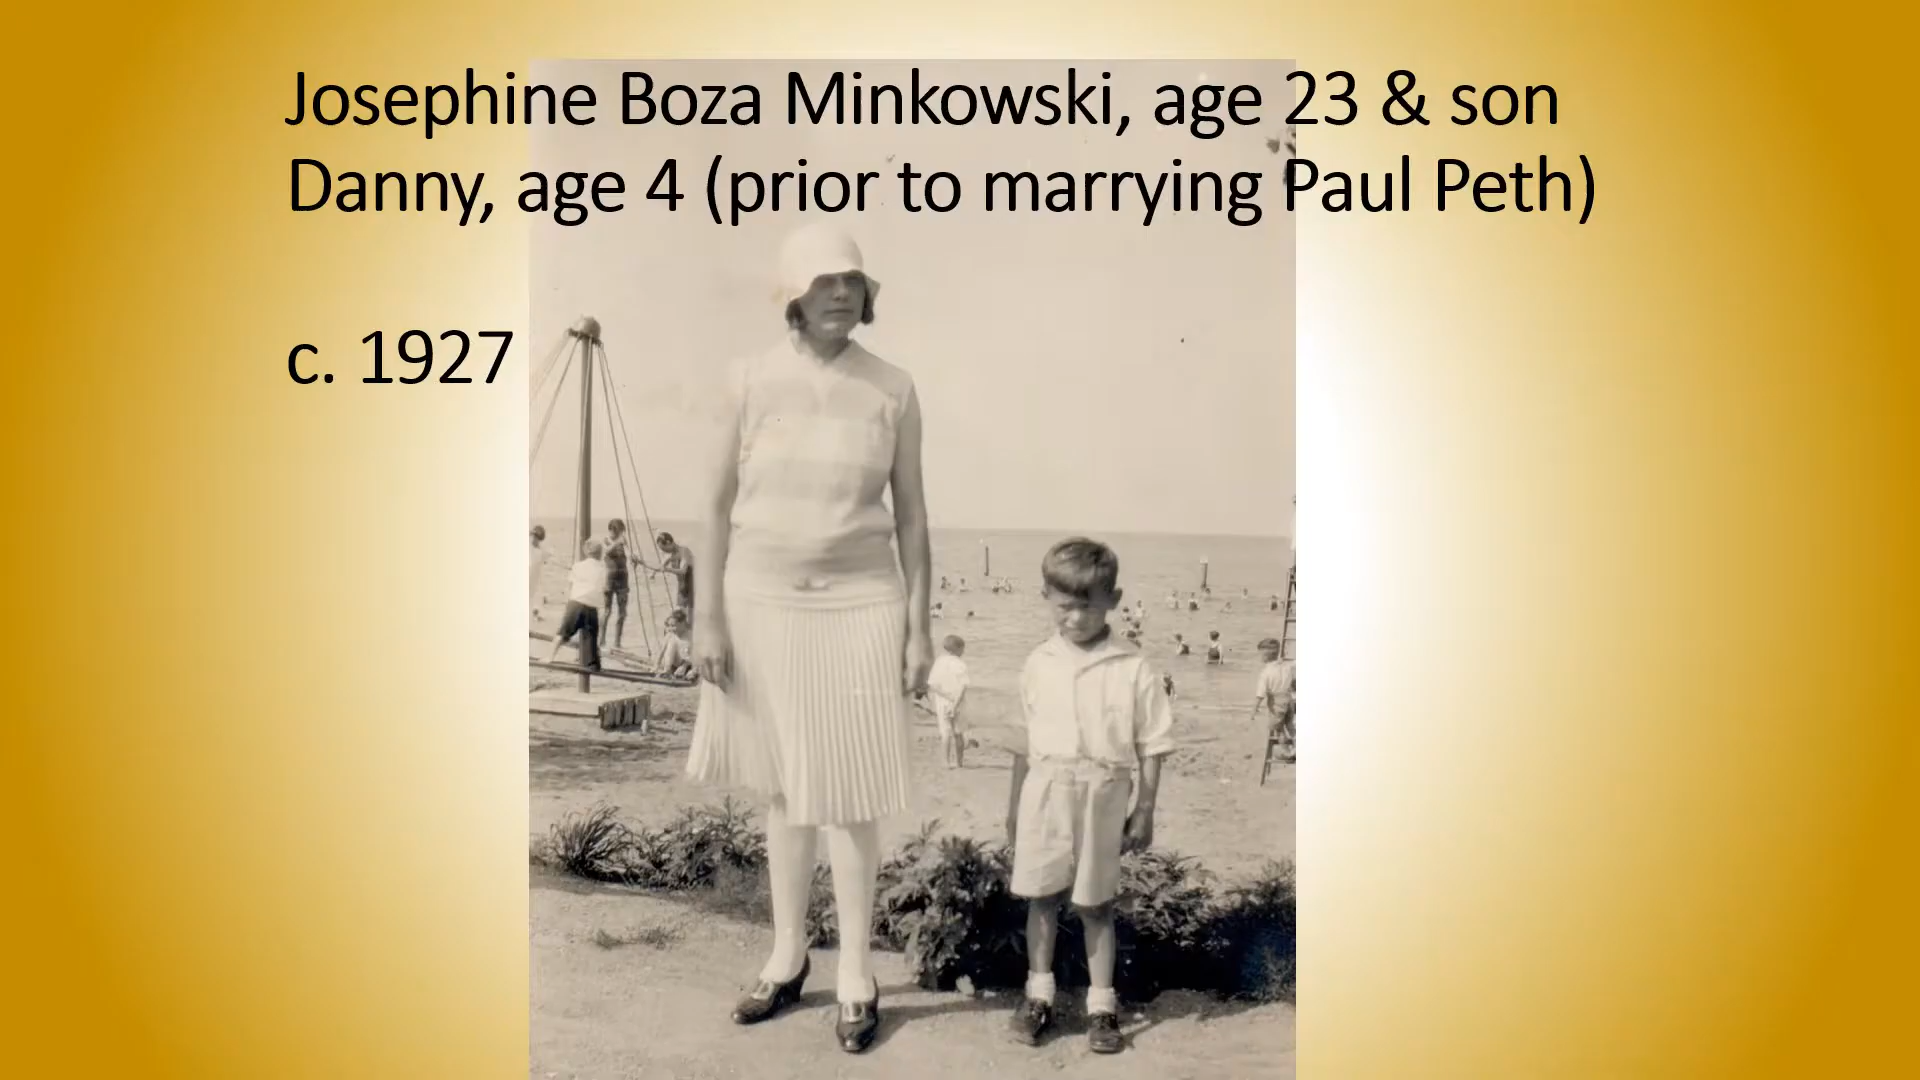 Josephine Boza Minkowski, age 23 & son
Danny, age 4 (prior to marrying Paul Peth)
c. 1927